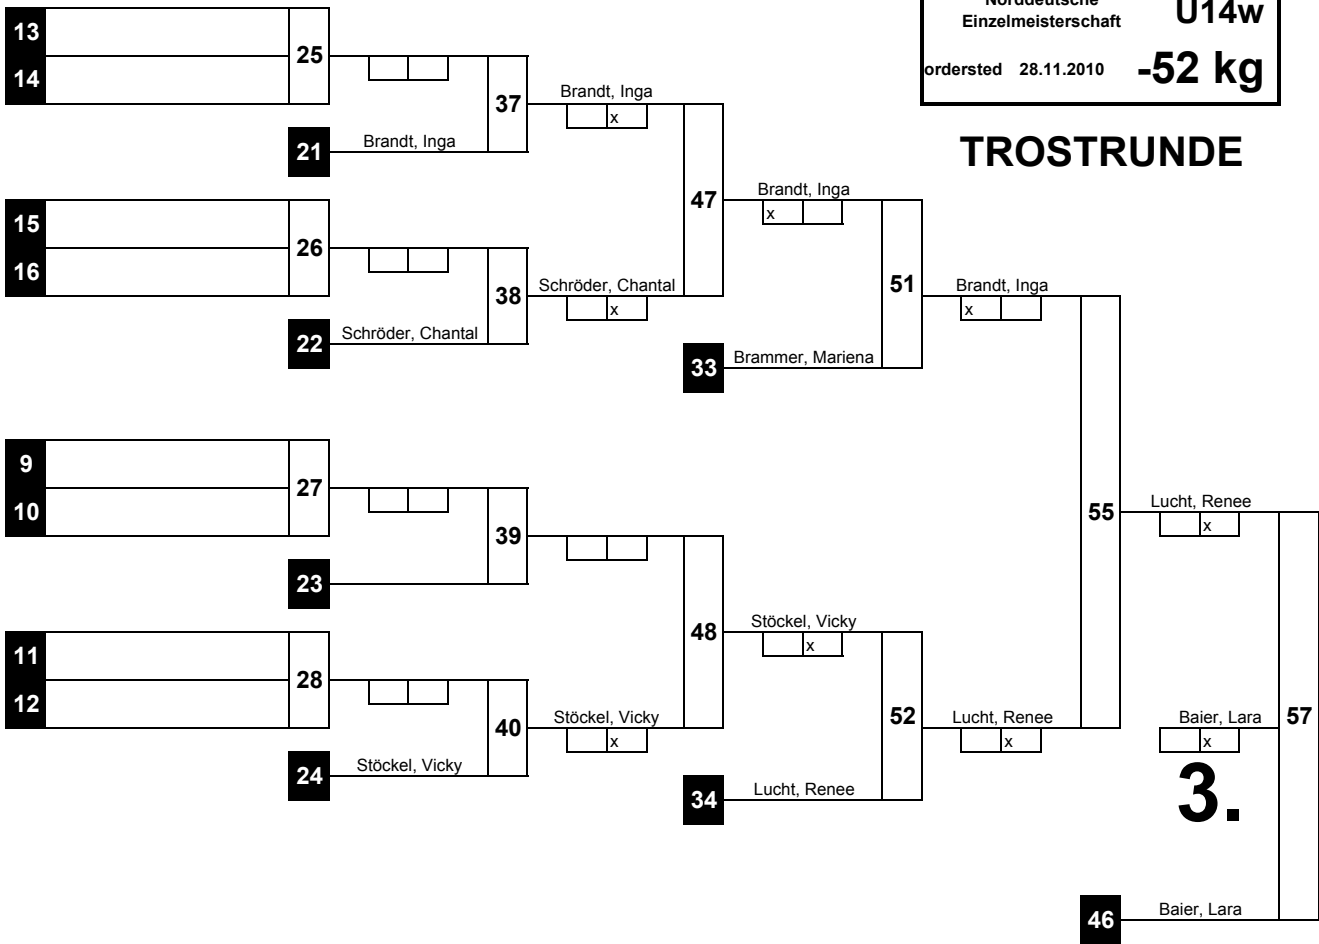 Norddeutsche
Einzelmeisterschaft
U14w
ordersted 28.11.2010
-52 kg
TROSTRUNDE
13
14
25
37
Brandt, Inga
x
21
Brandt, Inga
47
Brandt, Inga
x
15
16
26
38
Schröder, Chantal
x
22
Schröder, Chantal
51
Brandt, Inga
x
33
Brammer, Mariena
9
10
27
39
23
55
Lucht, Renee
x
11
12
28
40
Stöckel, Vicky
x
24
Stöckel, Vicky
48
Stöckel, Vicky
x
52
Lucht, Renee
x
34
Lucht, Renee
Baier, Lara
x
57
3.
46
Baier, Lara